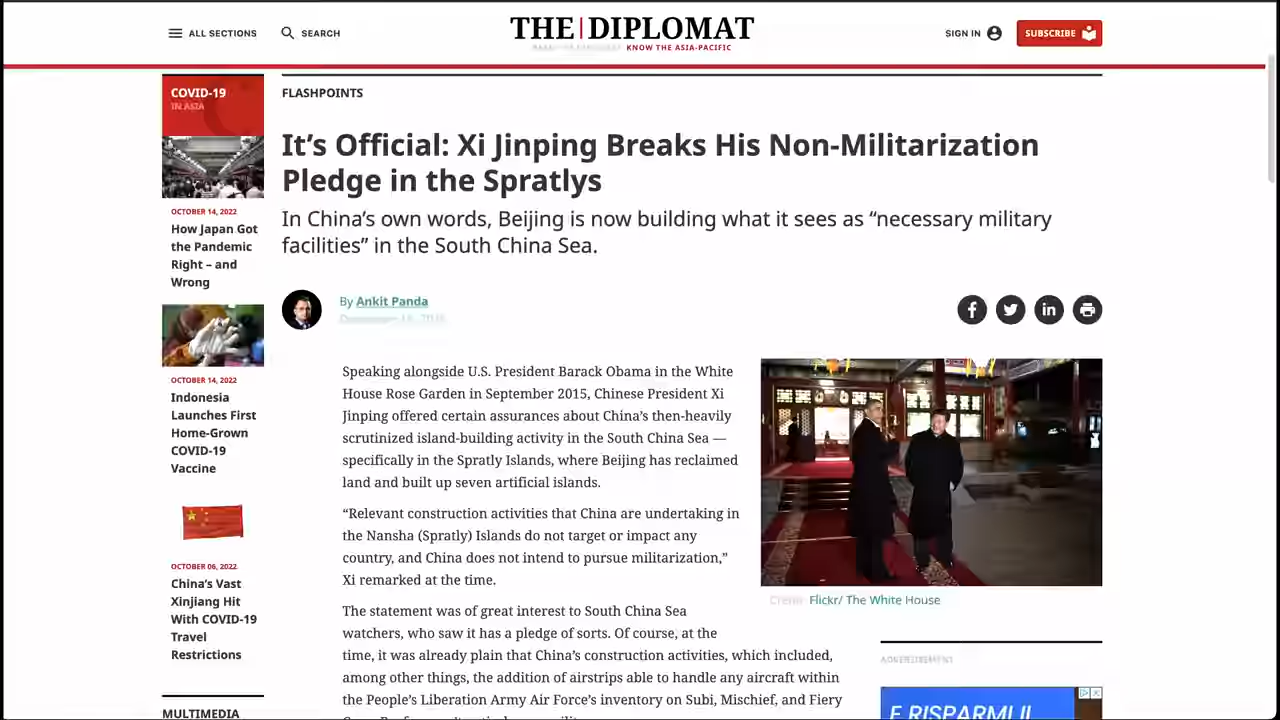 ALL SECTIONS
SEARCH
THE|DIPLOMAT
KNOW THE ASIA-PACIFIC
SIGN IN
SUBSCRIBE
COVID-19
IN ASIA
OCTOBER 14, 2022
How Japan Got
the Pandemic
Right – and
Wrong
OCTOBER 14, 2022
Indonesia
Launches First
Home-Grown
COVID-19
Vaccine
OCTOBER 06, 2022
China’s Vast
Xinjiang Hit
With COVID-19
Travel
Restrictions
MULTIMEDIA
FLASHPOINTS
It’s Official: Xi Jinping Breaks His Non-Militarization
Pledge in the Spratlys
In China’s own words, Beijing is now building what it sees as “necessary military
facilities” in the South China Sea.
By Ankit Panda
Speaking alongside U.S. President Barack Obama in the White
House Rose Garden in September 2015, Chinese President Xi
Jinping offered certain assurances about China’s then-heavily
scrutinized island-building activity in the South China Sea —
specifically in the Spratly Islands, where Beijing has reclaimed
land and built up seven artificial islands.
“Relevant construction activities that China are undertaking in
the Nansha (Spratly) Islands do not target or impact any
country, and China does not intend to pursue militarization,”
Xi remarked at the time.
The statement was of great interest to South China Sea
watchers, who saw it has a pledge of sorts. Of course, at the
time, it was already plain that China’s construction activities, which included,
among other things, the addition of airstrips able to handle any aircraft within
the People’s Liberation Army Air Force’s inventory on Subi, Mischief, and Fiery
Credit: Flickr/ The White House
ADVERTISEMENT
E RISPARMI IL